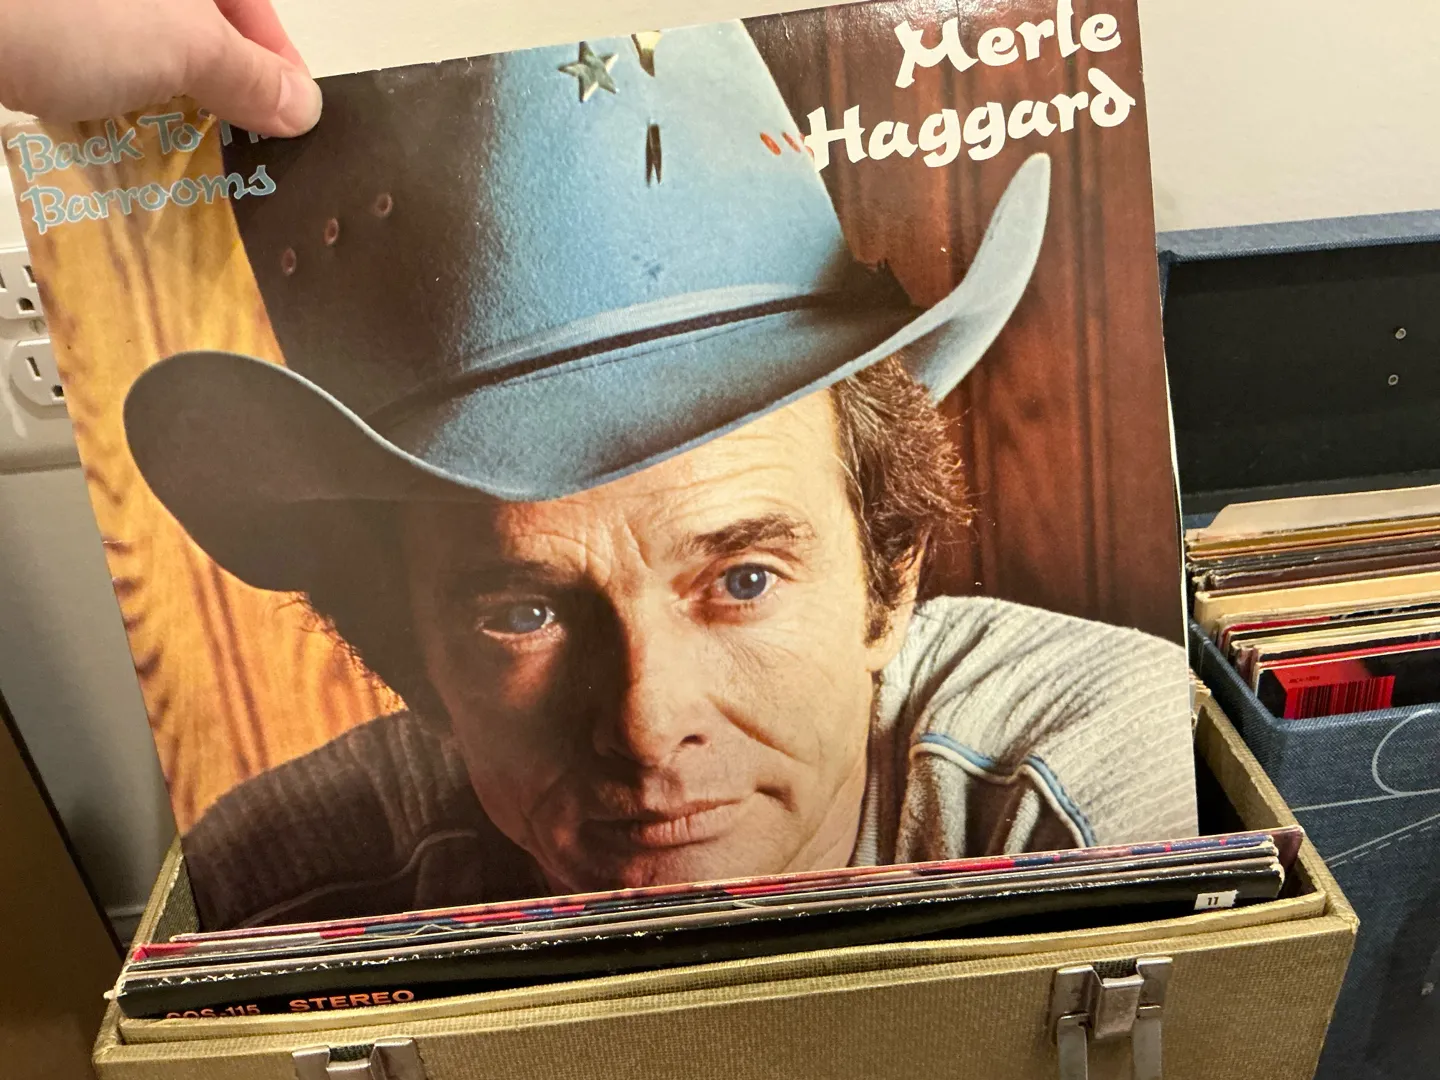 Merle
Haggard
Back To
Barrooms
11
STEREO